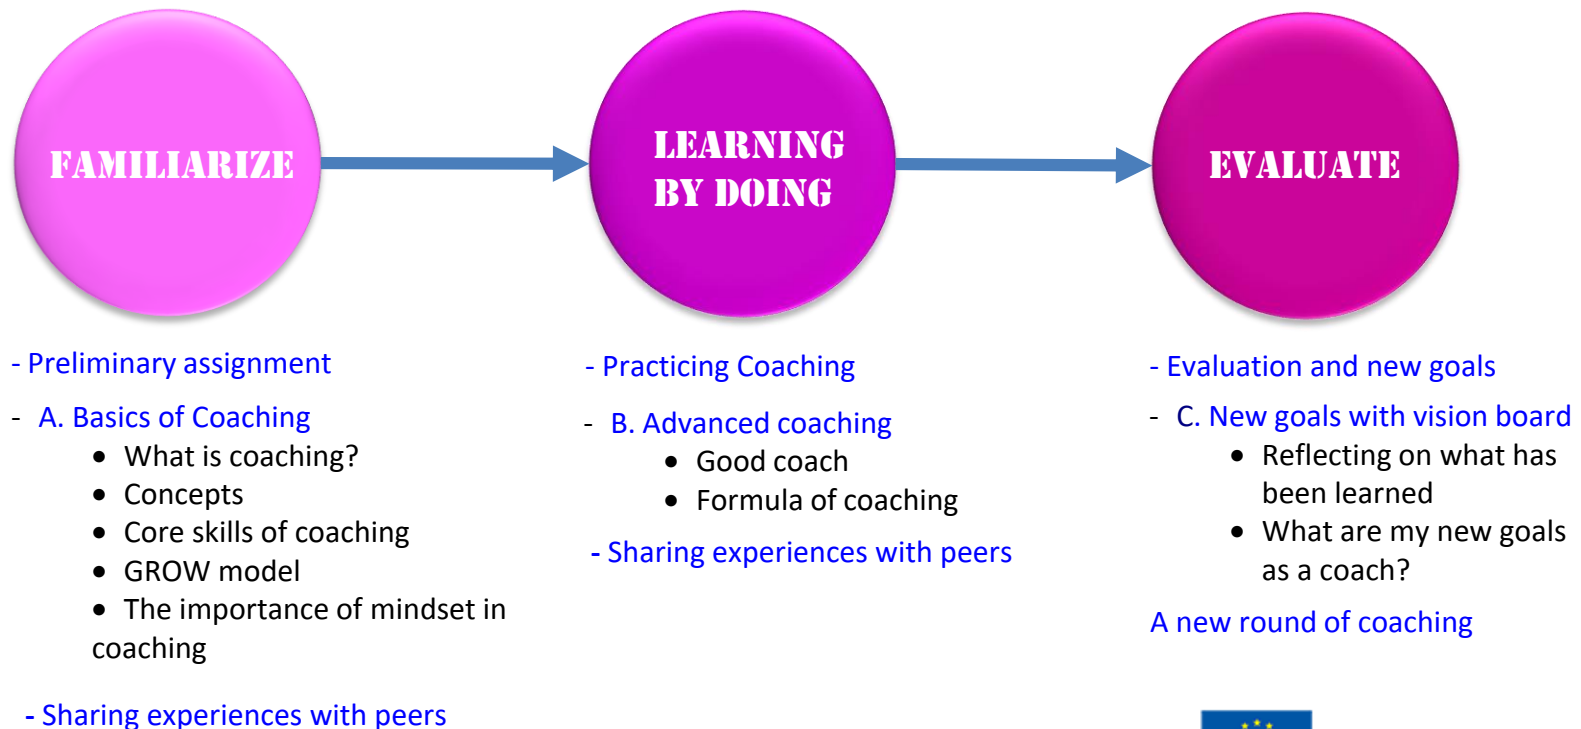 FAMILIARIZE
- Preliminary assignment
- A. Basics of Coaching
• What is coaching?
• Concepts
• Core skills of coaching
• GROW model
• The importance of mindset in
coaching
- Sharing experiences with peers
LEARNING
BY DOING
- Practicing Coaching
- B. Advanced coaching
• Good coach
• Formula of coaching
- Sharing experiences with peers
EVALUATE
- Evaluation and new goals
- C. New goals with vision board
• Reflecting on what has
been learned
• What are my new goals
as a coach?
A new round of coaching